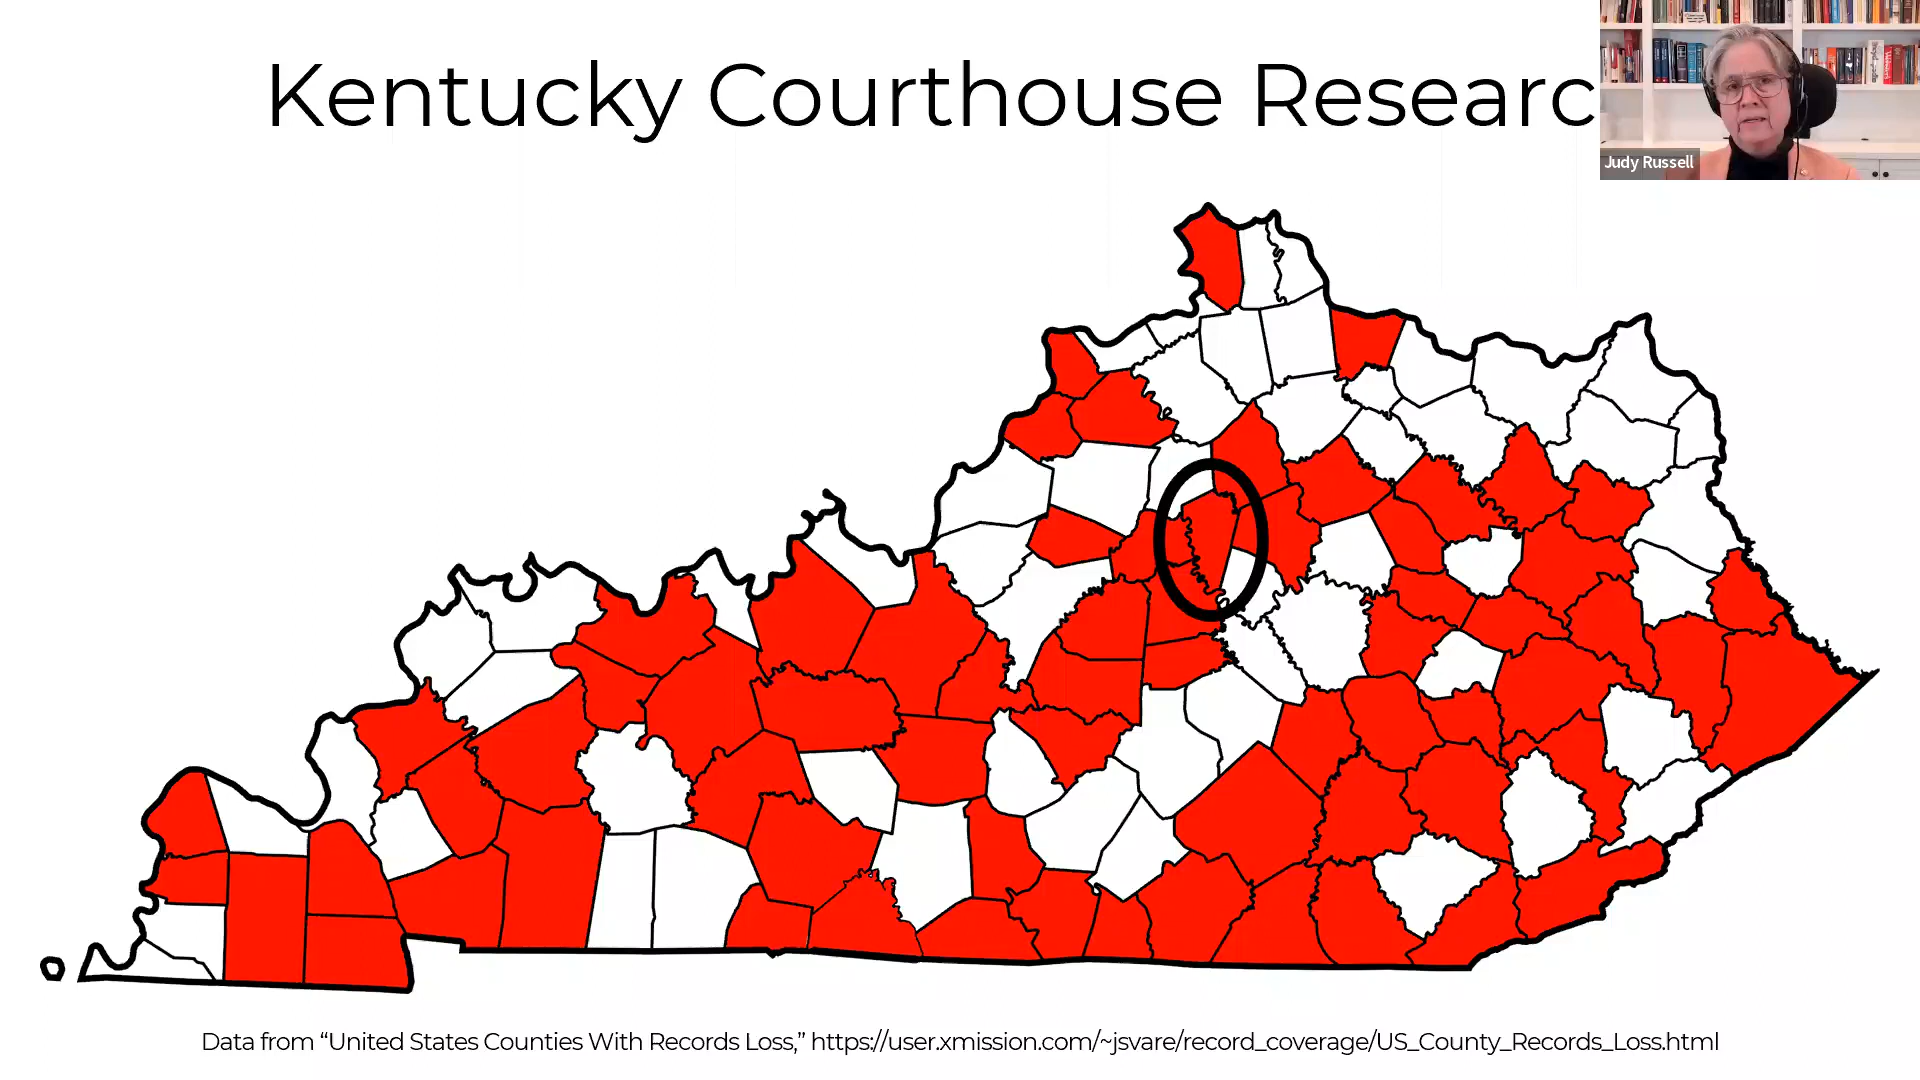 Kentucky Courthouse Researc
Judy Russell
Data from “United States Counties With Records Loss,” https://user.xmission.com/~jsvare/record_coverage/US_County_Records_Loss.html